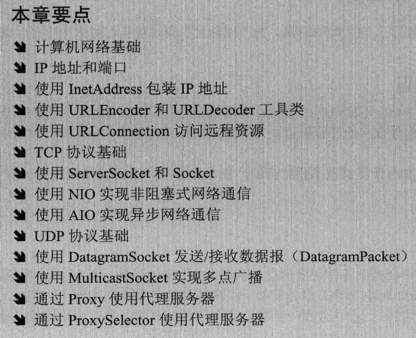 本章要点
计算机网络基础
IP 地址和端口
使用 InetAddress 包装 IP 地址
使用 URLEncoder 和 URLDecoder 工具类
使用 URLConnection 访问远程资源
TCP 协议基础
使用 ServerSocket 和 Socket
使用 NIO 实现非阻塞式网络通信
使用 AIO 实现异步网络通信
UDP 协议基础
使用 DatagramSocket 发送/接收数据报（DatagramPacket）
使用 MulticastSocket 实现多点广播
通过 Proxy 使用代理服务器
通过 ProxySelector 使用代理服务器